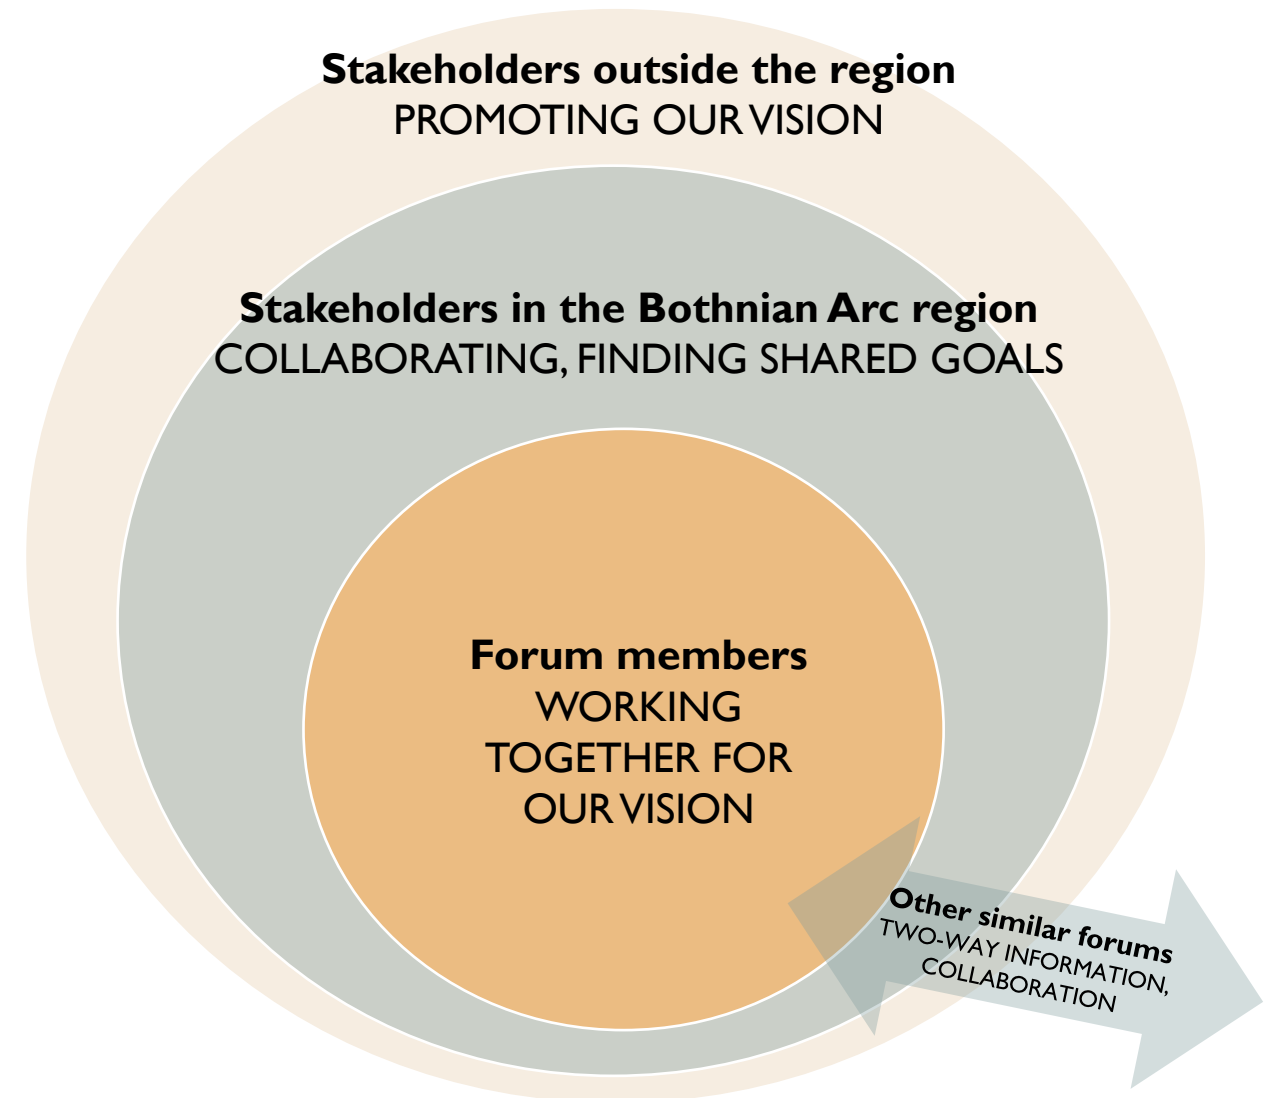 Stakeholders outside the region
PROMOTING OUR VISION
Stakeholders in the Bothnian Arc region
COLLABORATING, FINDING SHARED GOALS
Forum members
WORKING
TOGETHER FOR
OUR VISION
Other similar forums
TWO-WAY INFORMATION,
COLLABORATION